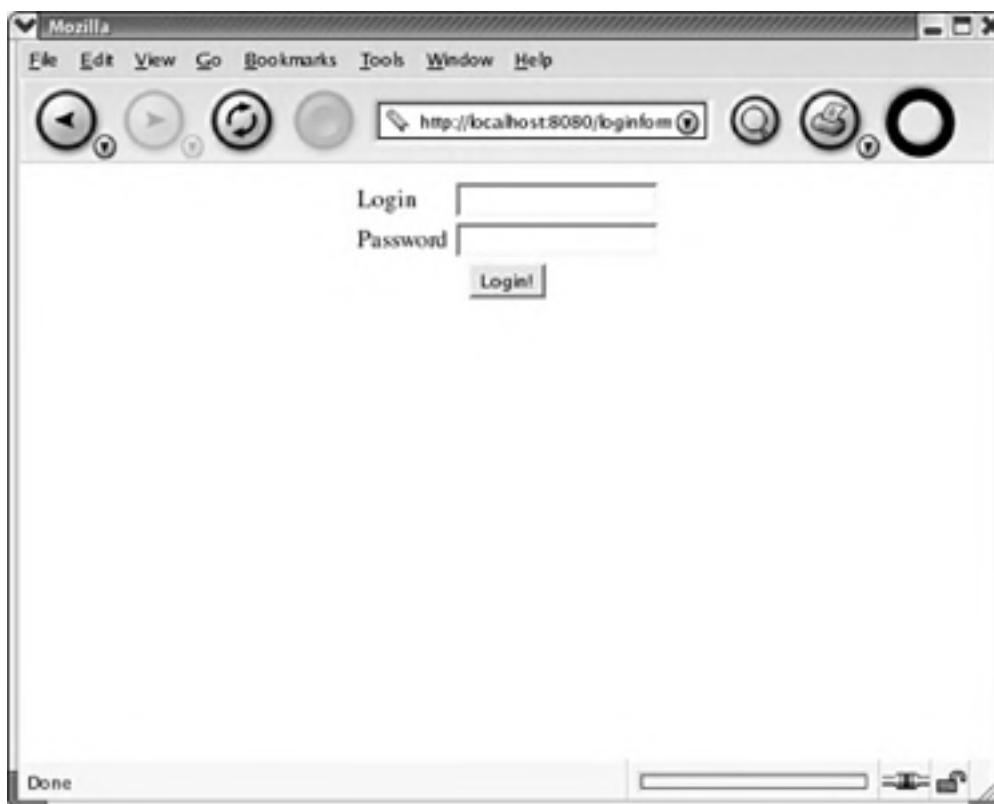 Mozilla
File Edit View Go Bookmarks Tools Window Help
http://localhost:8080/loginform
Login
Password
Login!
Done